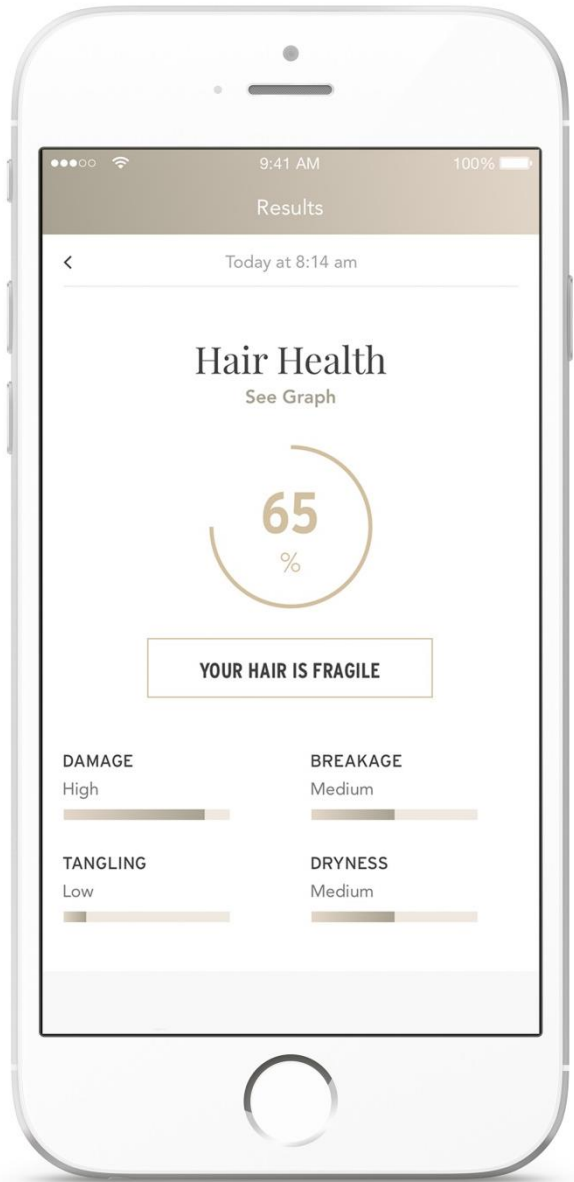 9:41 AM
100%
Results
Today at 8:14 am
Hair Health
See Graph
65
%
YOUR HAIR IS FRAGILE
DAMAGE
High
BREAKAGE
Medium
TANGLING
Low
DRYNESS
Medium